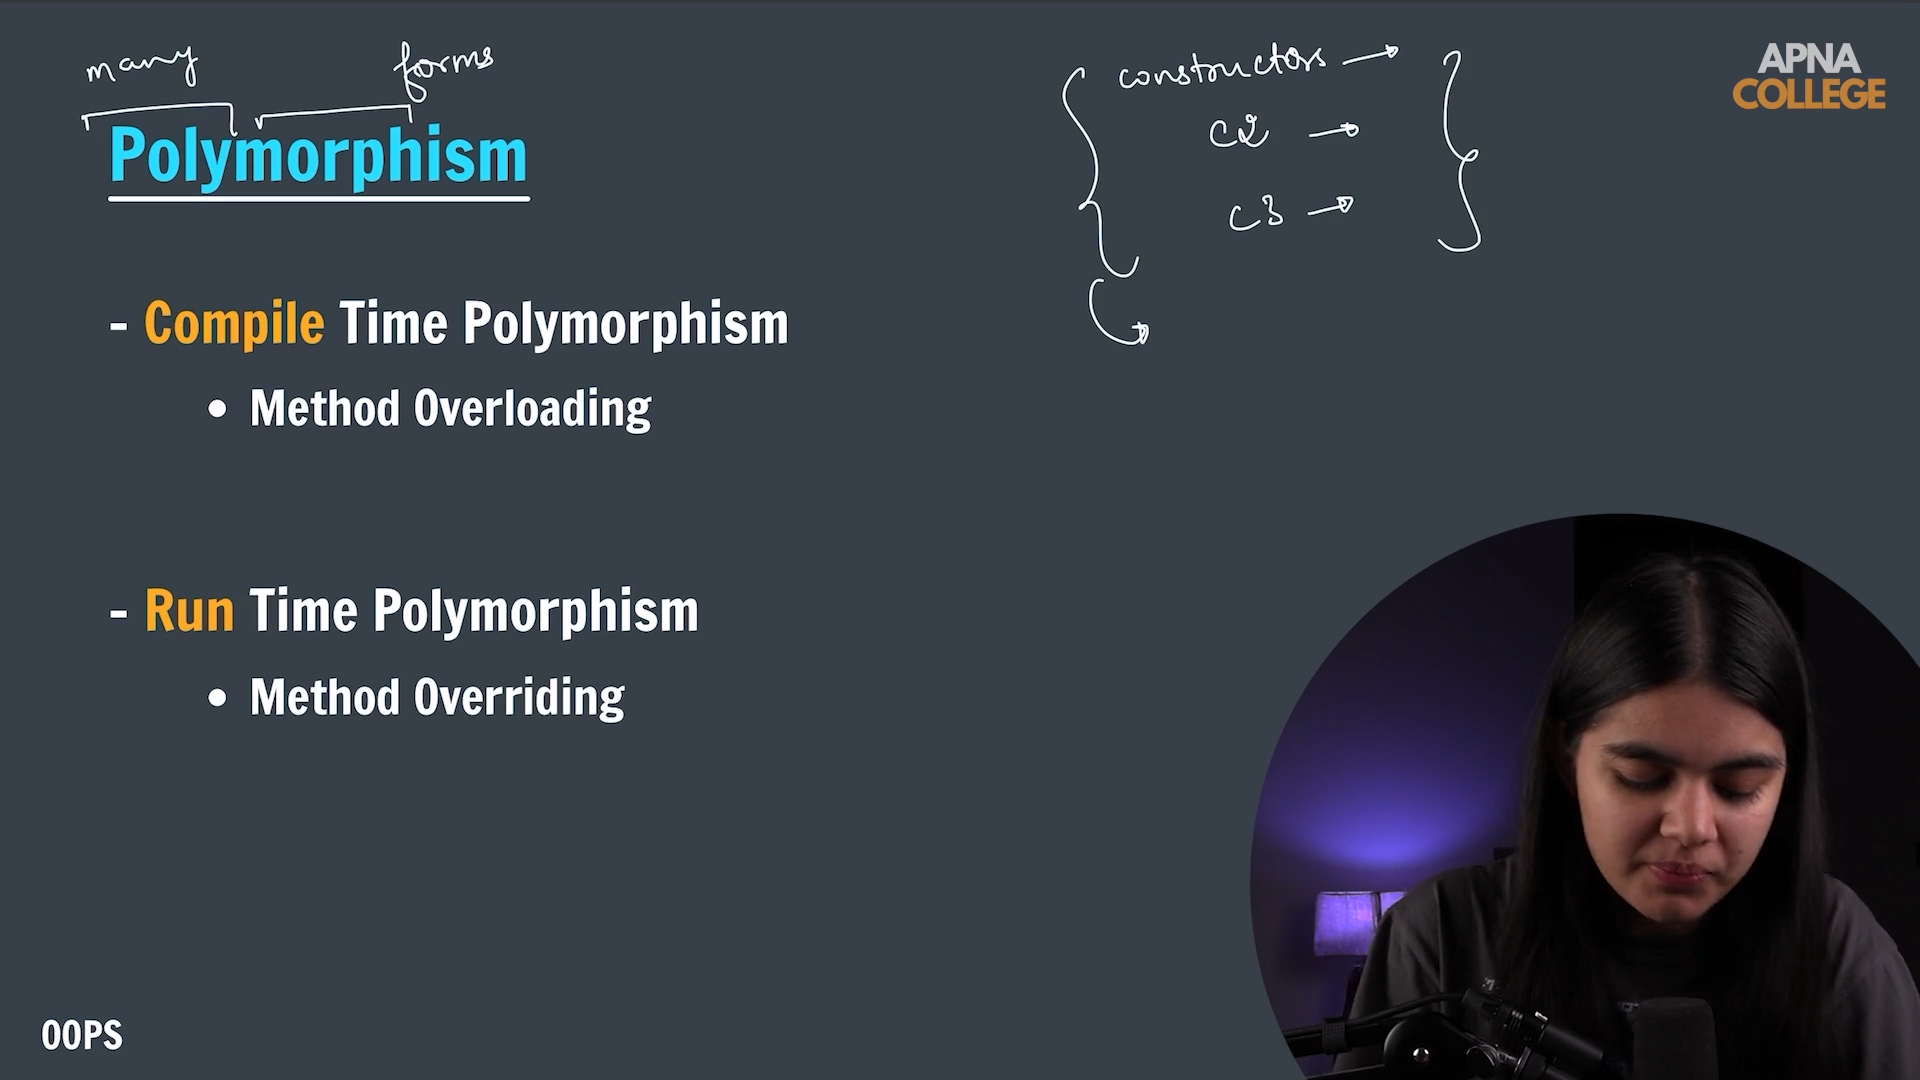 many forms
Polymorphism
- Compile Time Polymorphism
• Method Overloading
- Run Time Polymorphism
• Method Overriding
OOPS
constructors →
C2 →
C3 →
APNA
COLLEGE